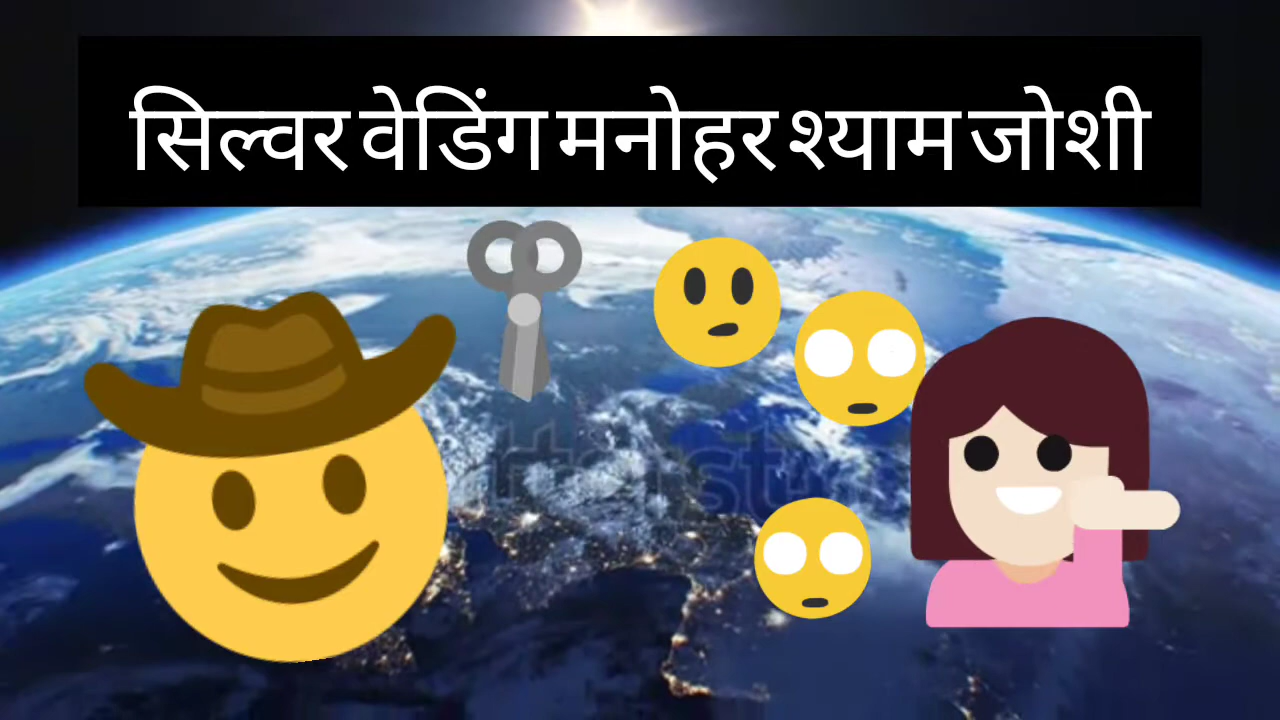 सिल्वर वेडिंग मनोहर श्याम जोशी